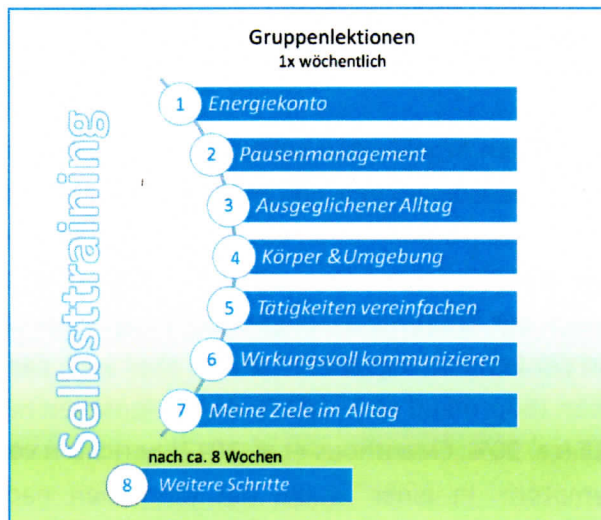 Gruppenlektionen
1x wöchentlich
Selbsttraining
1 Energiekonto
2 Pausenmanagement
3 Ausgeglichener Alltag
4 Körper &Umgebung
5 Tätigkeiten vereinfachen
6 Wirkungsvoll kommunizieren
7 Meine Ziele im Alltag
nach ca. 8 Wochen
8 Weitere Schritte